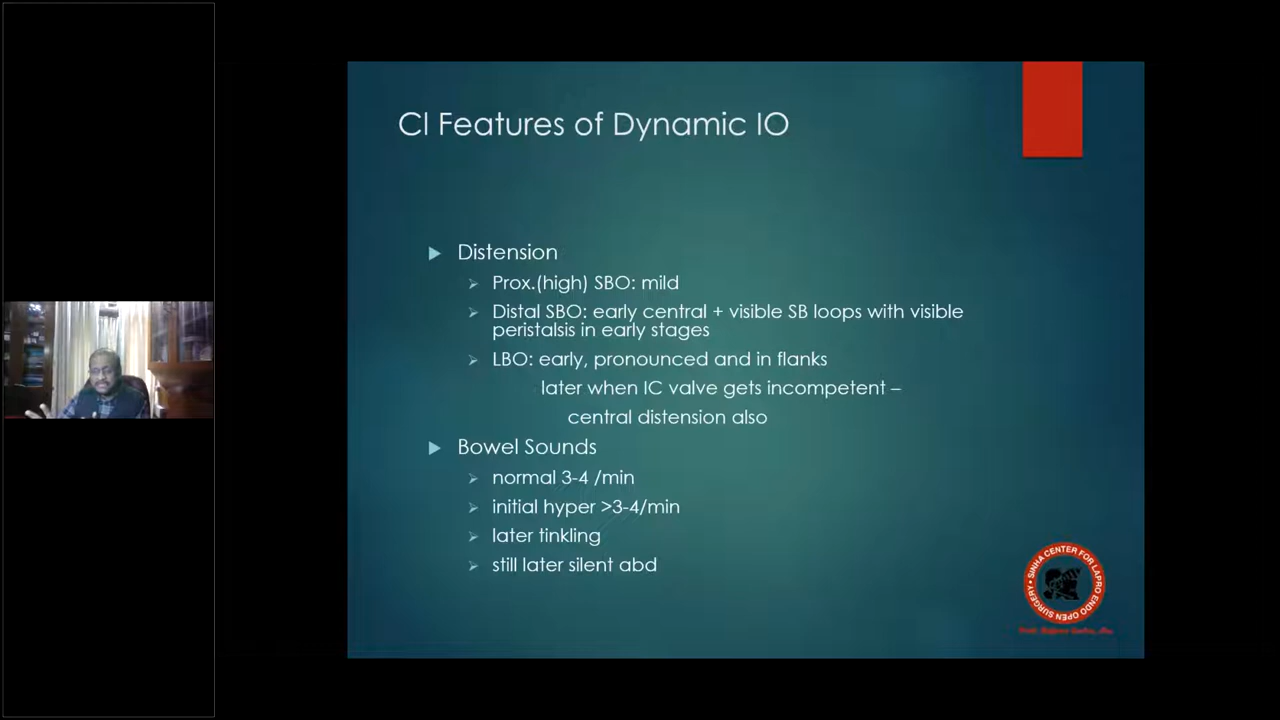 Cl Features of Dynamic IO
Distension
Prox.(high) SBO: mild
Distal SBO: early central + visible SB loops with visible
peristalsis in early stages
LBO: early, pronounced and in flanks
later when IC valve gets incompetent –
central distension also
Bowel Sounds
normal 3-4 /min
initial hyper >3-4/min
later tinkling
still later silent abd
SINHA CENTER FOR LAPRO ENDO OPEN SURGERY